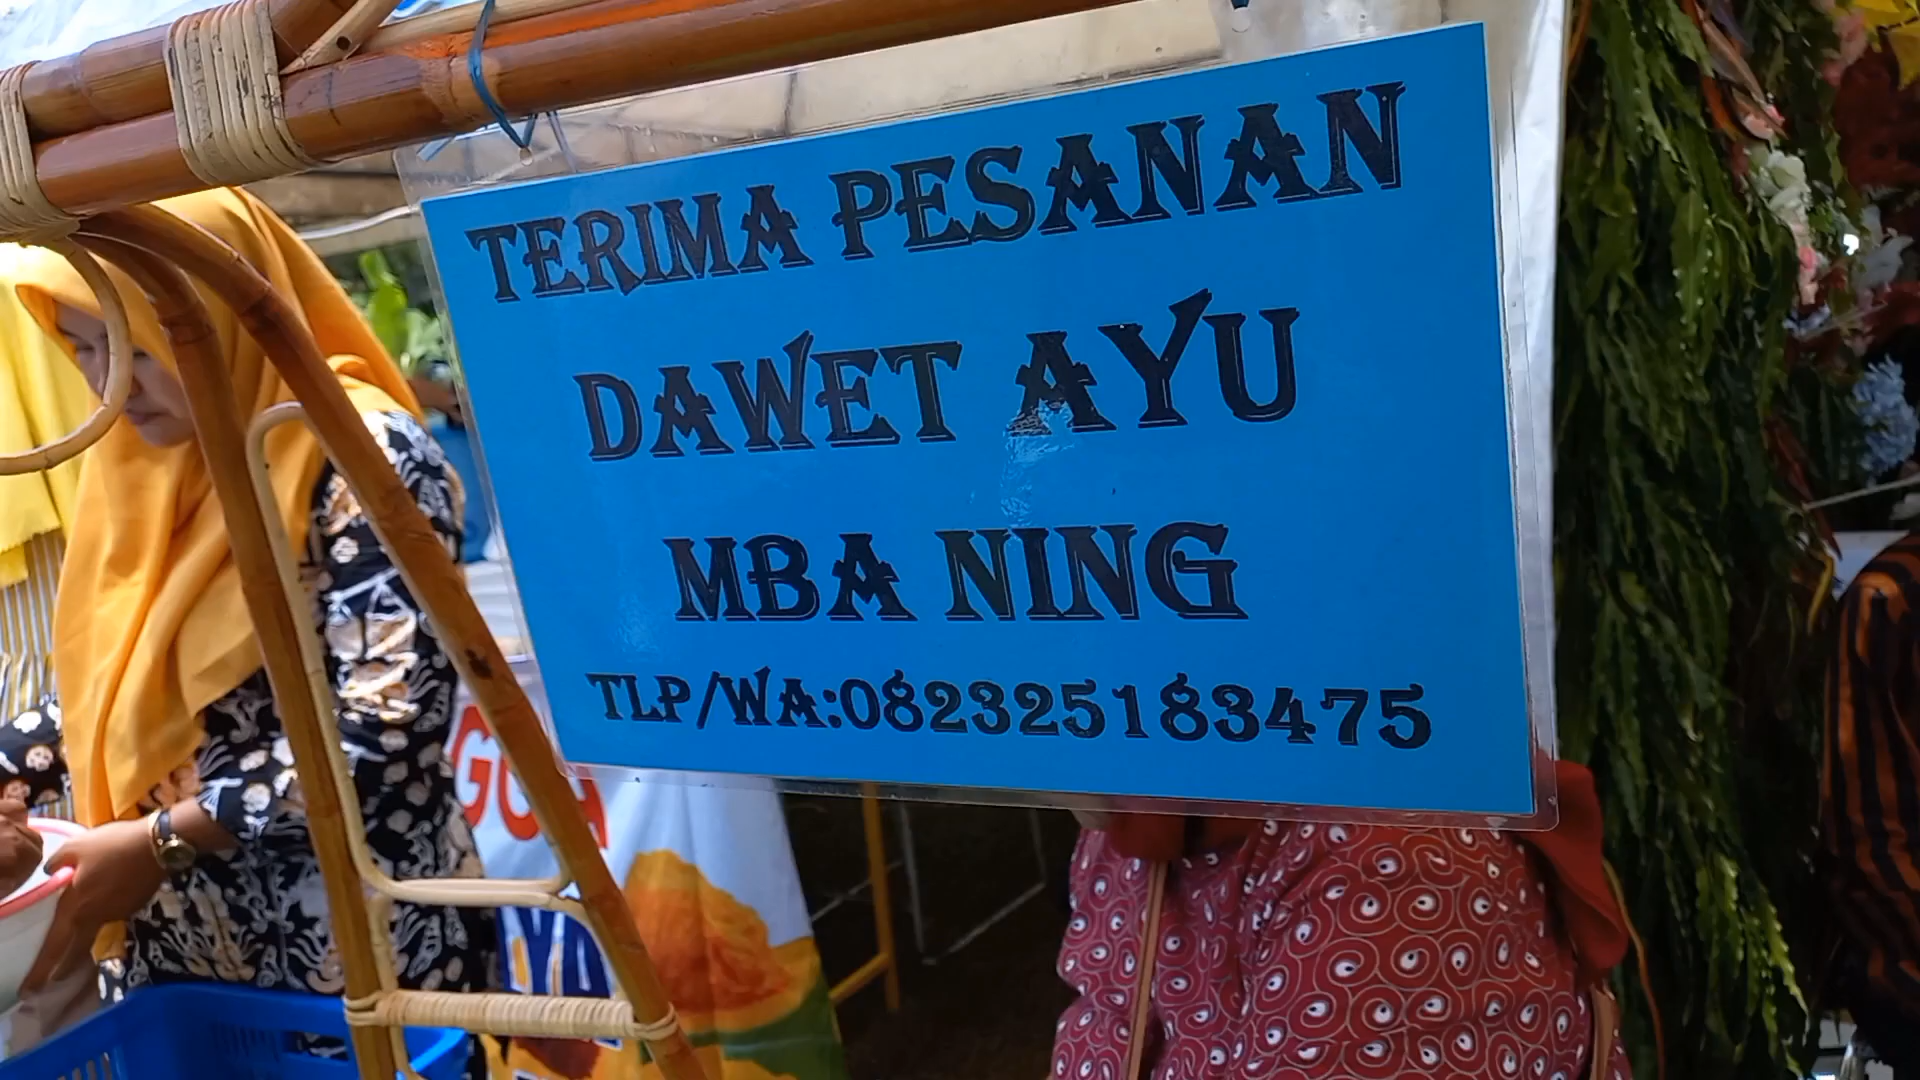 TERIMA PESANAN
DAWET AYU
MBA NING
TLP/WA:082325183475